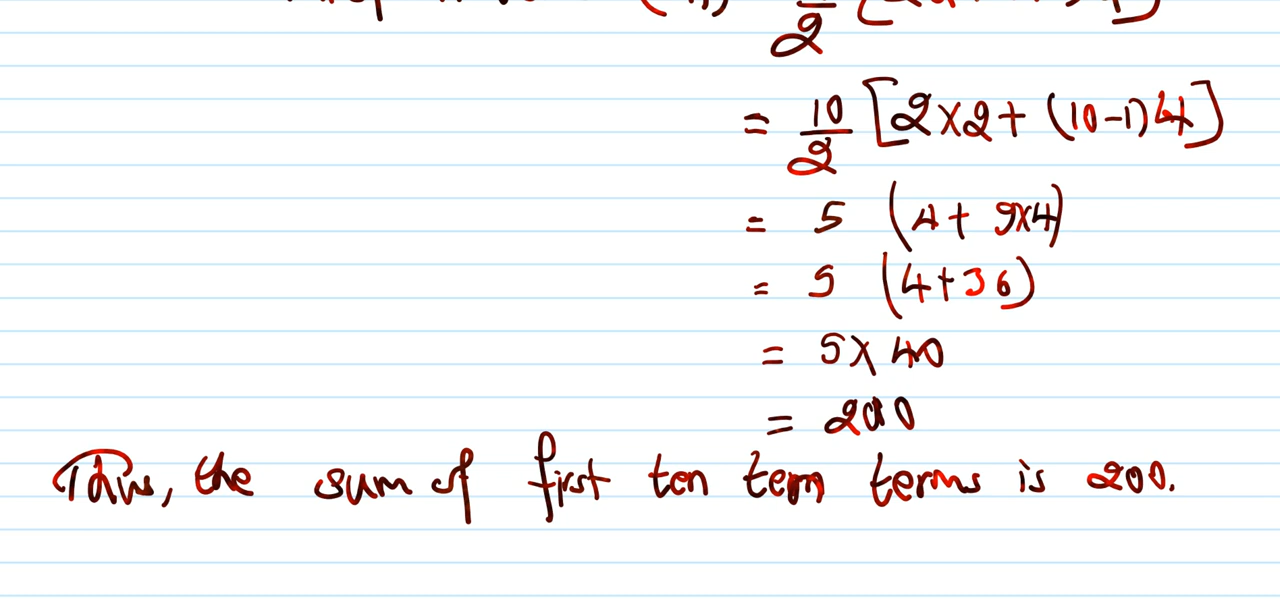 2
= 10/2 [2×2+ (10-1)4]
= 5 (4+ 9×4)
= 5 (4+36)
= 5× 40
= 200
Thus, the sum of first ten term terms is 200.